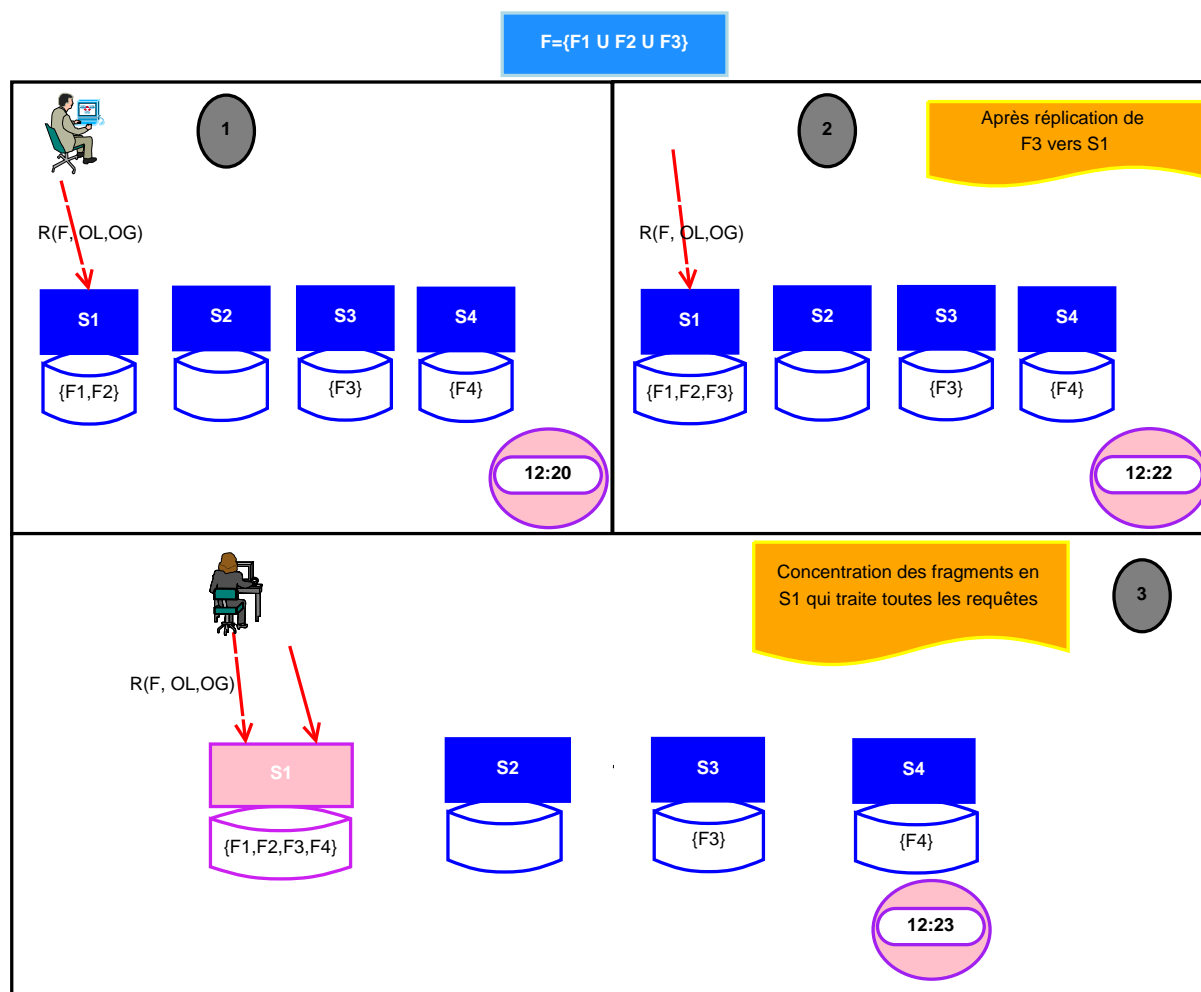 F={F1 U F2 U F3}
1
R(F, OL,OG)
S1
S2
S3
S4
{F1,F2}
{F3}
{F4}
12:20
2
Après réplication de
F3 vers S1
R(F, OL,OG)
S1
S2
S3
S4
{F1,F2,F3}
{F3}
{F4}
12:22
Concentration des fragments en
S1 qui traite toutes les requêtes
3
R(F, OL,OG)
S1
S2
S3
S4
{F1,F2,F3,F4}
{F3}
{F4}
12:23